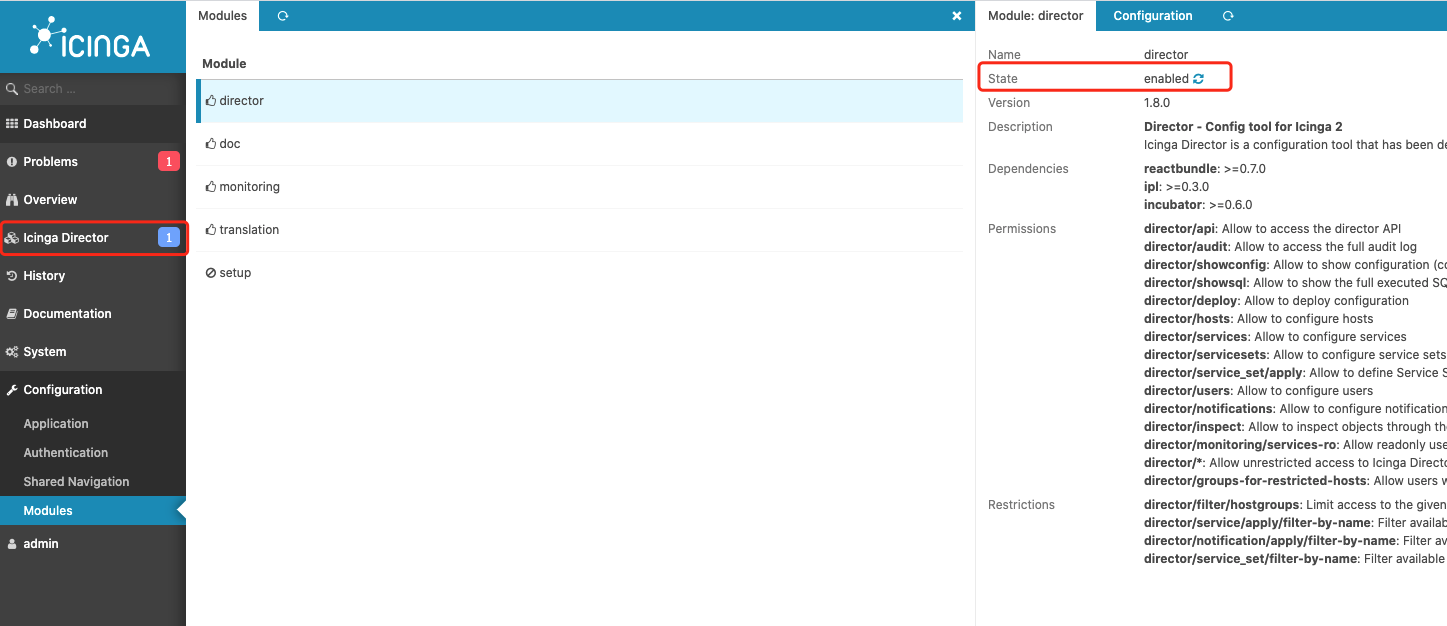 ICINGA
Search ...
Dashboard
Problems 1
Overview
Icinga Director 1
History
Documentation
System
Configuration
Application
Authentication
Shared Navigation
Modules
admin
Modules
Module
director
doc
monitoring
translation
setup
Module: director Configuration
Name director
State enabled
Version 1.8.0
Description Director - Config tool for Icinga 2
Icinga Director is a configuration tool that has been de
Dependencies reactbundle: >=0.7.0
ipl: >=0.3.0
incubator: >=0.6.0
Permissions director/api: Allow to access the director API
director/audit: Allow to access the full audit log
director/showconfig: Allow to show configuration (co
director/showsql: Allow to show the full executed SQ
director/deploy: Allow to deploy configuration
director/hosts: Allow to configure hosts
director/services: Allow to configure services
director/servicesets: Allow to configure service sets
director/service_set/apply: Allow to define Service S
director/users: Allow to configure users
director/notifications: Allow to configure notification
director/inspect: Allow to inspect objects through the
director/monitoring/services-ro: Allow readonly use
director/*: Allow unrestricted access to Icinga Directo
director/groups-for-restricted-hosts: Allow users w
Restrictions director/filter/hostgroups: Limit access to the given
director/service/apply/filter-by-name: Filter availab
director/notification/apply/filter-by-name: Filter av
director/service_set/filter-by-name: Filter available